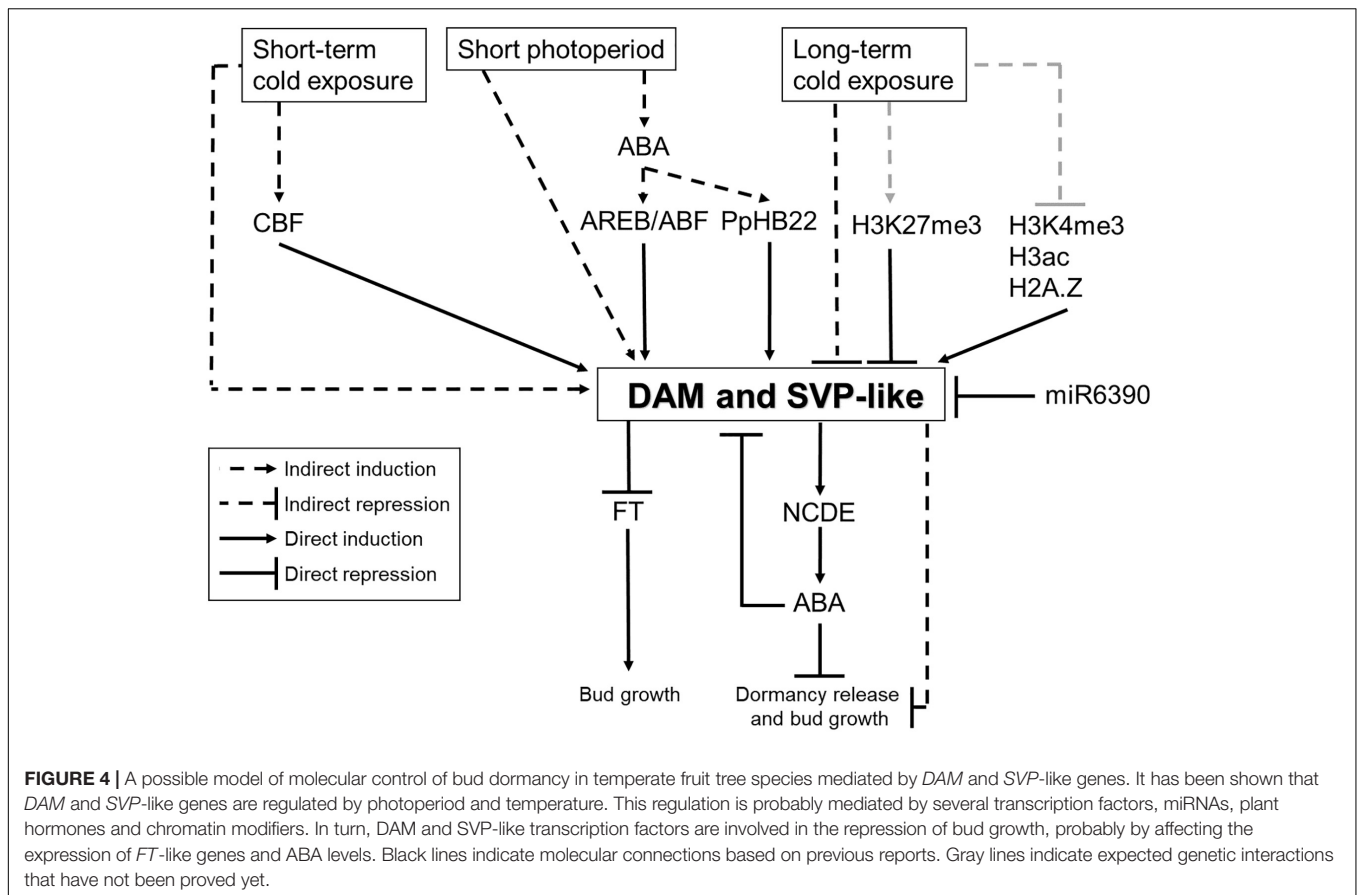 Short-term
cold exposure
Short photoperiod
Long-term
cold exposure
ABA
CBF
AREB/ABF
PpHB22
H3K27me3
H3K4me3
H3ac
H2A.Z
DAM and SVP-like
miR6390
Indirect induction
Indirect repression
Direct induction
Direct repression
FT
NCDE
ABA
Bud growth
Dormancy release
and bud growth
FIGURE 4 | A possible model of molecular control of bud dormancy in temperate fruit tree species mediated by DAM and SVP-like genes. It has been shown that
DAM and SVP-like genes are regulated by photoperiod and temperature. This regulation is probably mediated by several transcription factors, miRNAs, plant
hormones and chromatin modifiers. In turn, DAM and SVP-like transcription factors are involved in the repression of bud growth, probably by affecting the
expression of FT-like genes and ABA levels. Black lines indicate molecular connections based on previous reports. Gray lines indicate expected genetic interactions
that have not been proved yet.